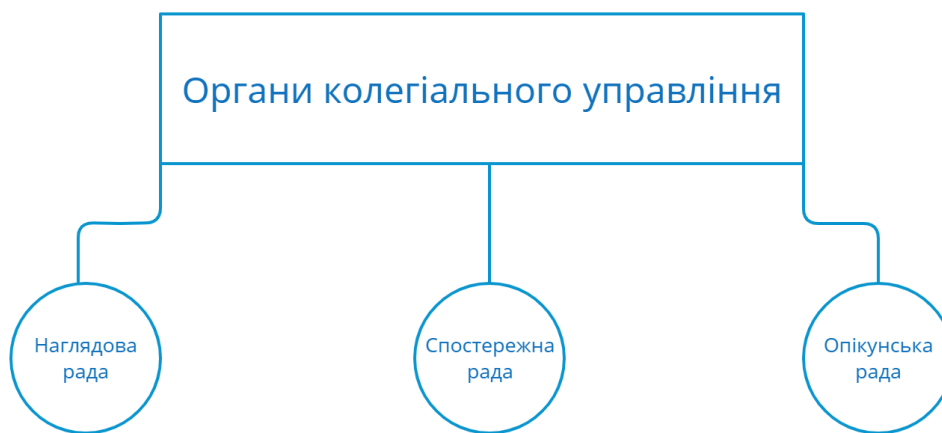 Органи колегіального управління
Наглядова
рада
Спостережна
рада
Опікунська
рада